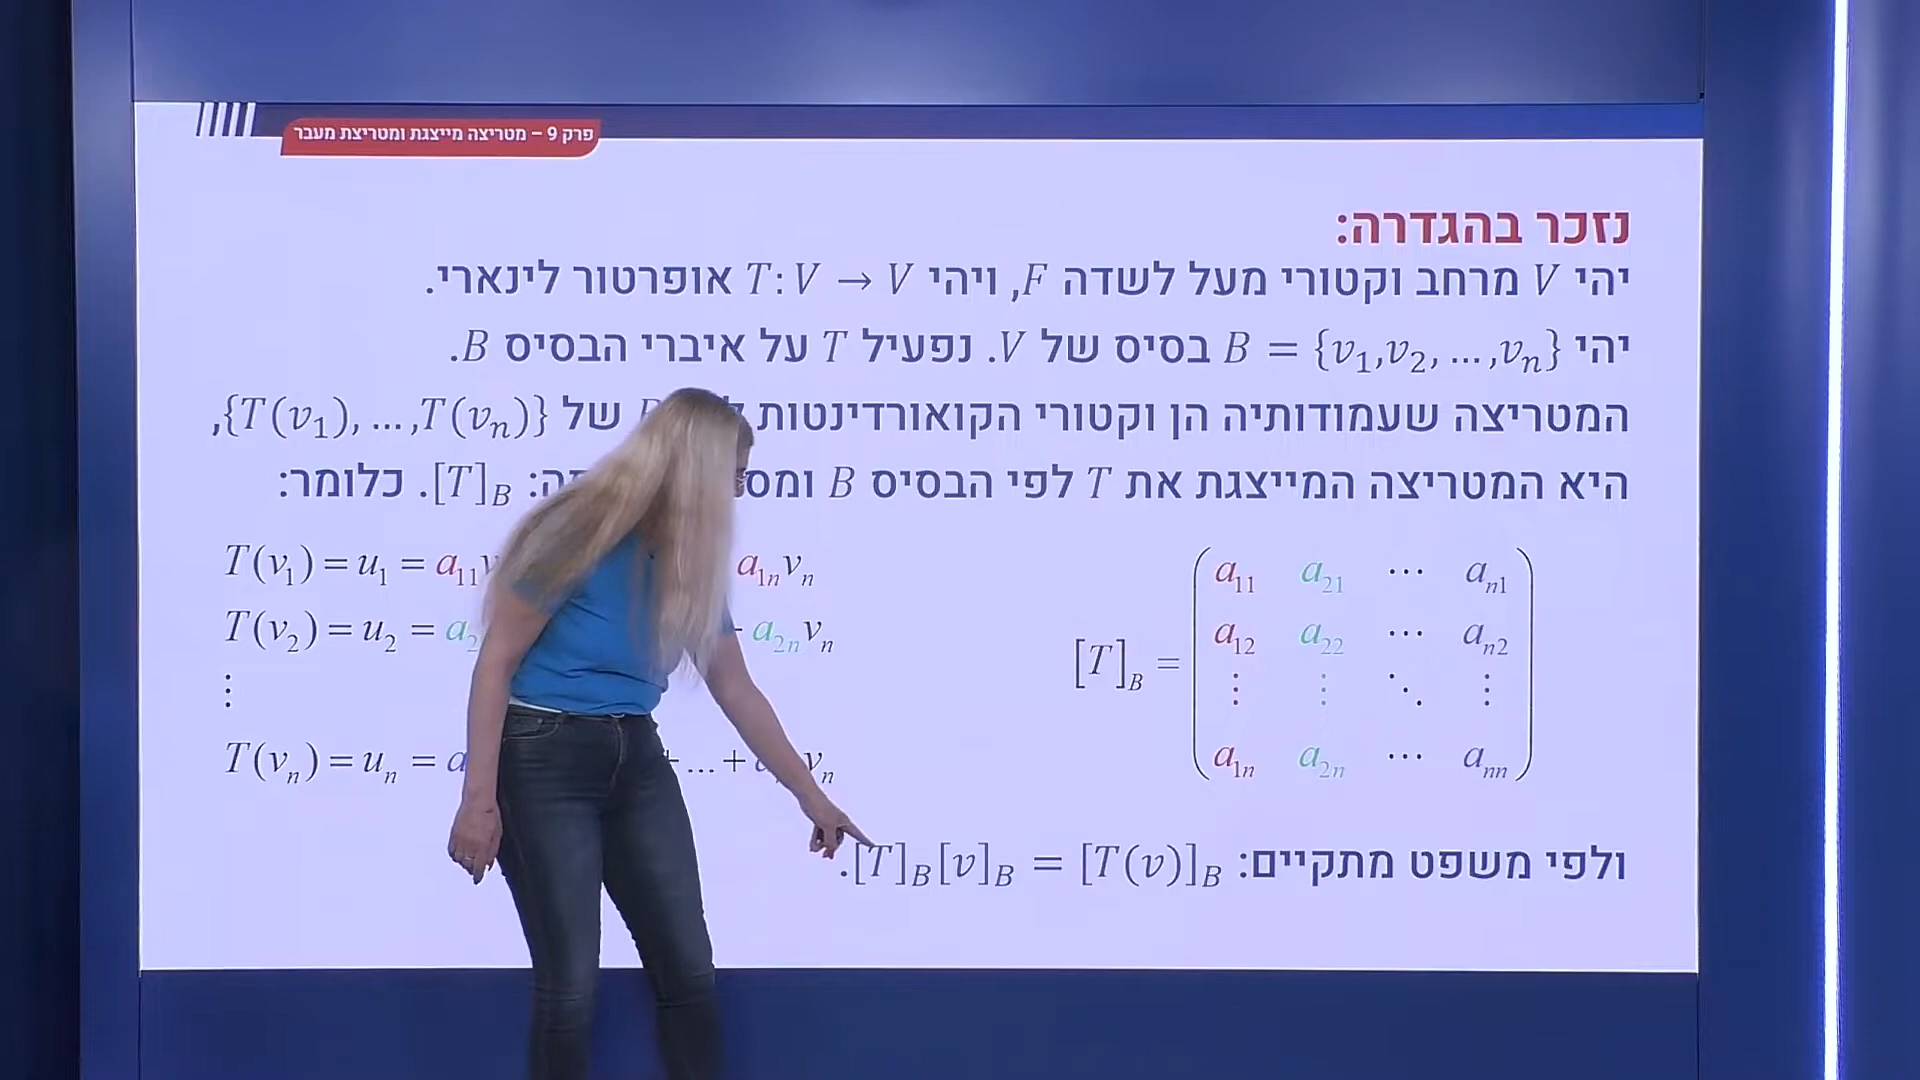 פרק 9 – מטריצה מייצגת ומטריצת מעבר
נזכר בהגדרה:
יהי V מרחב וקטורי מעל לשדה F, ויהי T: V → V אופרטור לינארי.
יהי B = {v₁,v₂, …,vₙ} בסיס של V. נפעיל T על איברי הבסיס B.
המטריצה שעמודותיה הן וקטורי הקואורדינטות של {T(v₁), …,T(vₙ)},
היא המטריצה המייצגת את T לפי הבסיס B [T]_B. כלומר:
T(v₁) = u₁ = a₁₁ a₁ₙvₙ
T(v₂) = u₂ = a₂ₙvₙ
⋮
T(vₙ) = uₙ = +...+ vₙ
[T]_B =
a₁₁ a₂₁ ⋯ aₙ₁
a₁₂ a₂₂ ⋯ aₙ₂
⋮ ⋮ ⋱ ⋮
a₁ₙ a₂ₙ ⋯ aₙₙ
ולפי משפט מתקיים: [T]_B[v]_B = [T(v)]_B.